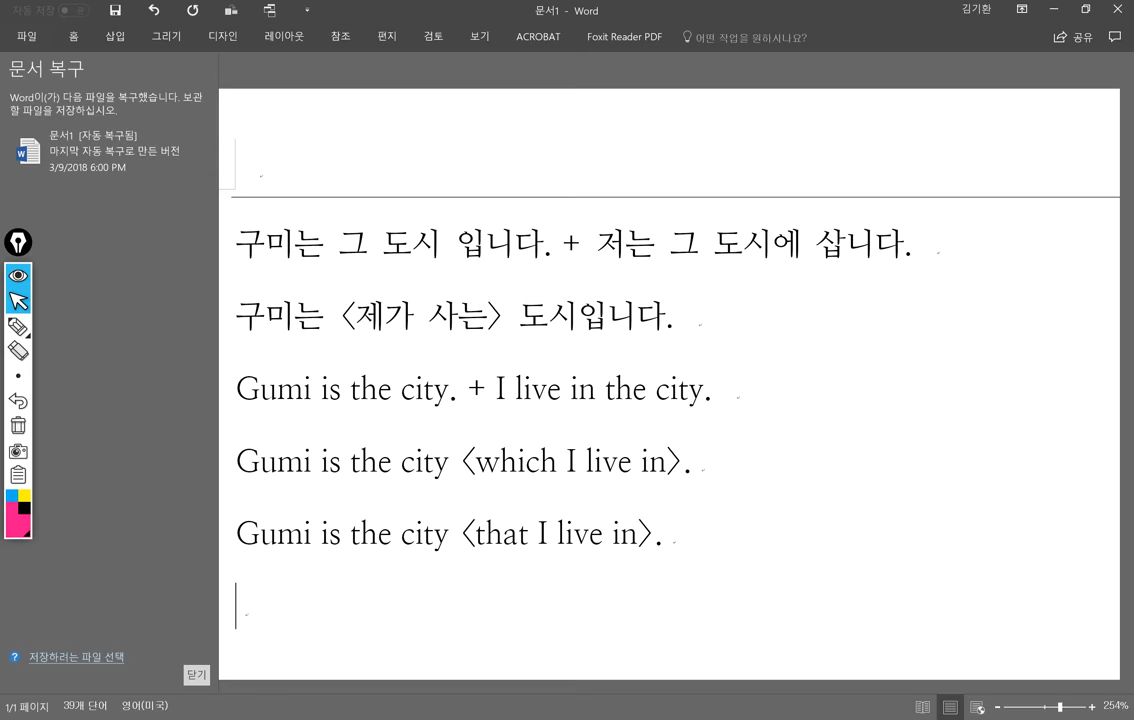 자동 저장
문서1 - Word
김기환
파일 홈 삽입 그리기 디자인 레이아웃 참조 편지 검토 보기 ACROBAT Foxit Reader PDF 어떤 작업을 원하시나요? 공유
문서 복구
Word이(가) 다음 파일을 복구했습니다. 보관
할 파일을 저장하십시오.
문서1 [자동 복구됨]
마지막 자동 복구로 만든 버전
3/9/2018 6:00 PM
구미는 그 도시 입니다. + 저는 그 도시에 삽니다.
구미는 〈제가 사는〉 도시입니다.
Gumi is the city. + I live in the city.
Gumi is the city 〈which I live in〉.
Gumi is the city 〈that I live in〉.
? 저장하려는 파일 선택
닫기
1/1 페이지 39개 단어 영어(미국) 254%